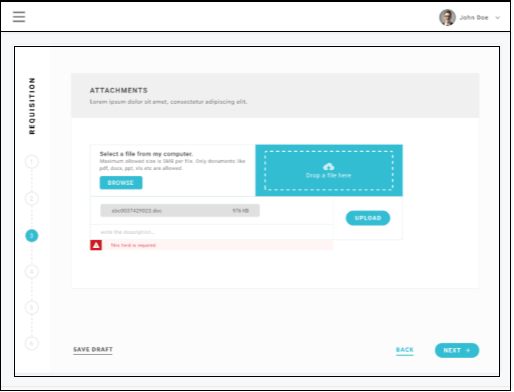 John Doe
REQUISITION
ATTACHMENTS
Lorem ipsum dolor sit amet, consectetur adipiscing elit.
Select a file from my computer.
Maximum allowed size is 5MB per file. Only documents like
pdf, docx, ppt, xls etc are allowed.
BROWSE
Drop a file here
976 KB
UPLOAD
write the description...
This field is required
1
2
3
4
5
6
SAVE DRAFT
BACK
NEXT